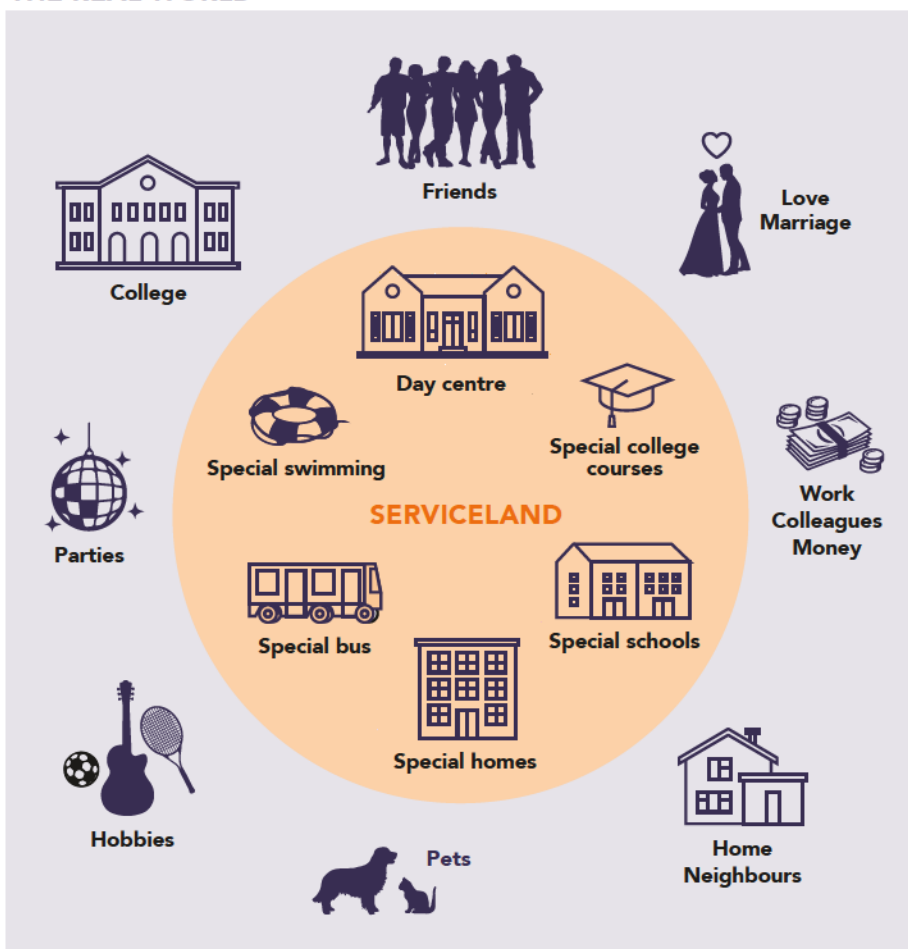 Friends
Love
Marriage
College
Day centre
Special college
courses
Special swimming
Work
Colleagues
Money
SERVICELAND
Parties
Special bus
Special schools
Special homes
Hobbies
Pets
Home
Neighbours